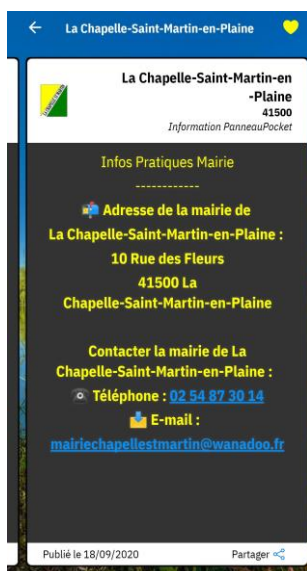 La Chapelle-Saint-Martin-en-Plaine
La Chapelle-Saint-Martin-en
-Plaine
41500
Information PanneauPocket
Infos Pratiques Mairie
------------
📬 Adresse de la mairie de
La Chapelle-Saint-Martin-en-Plaine :
10 Rue des Fleurs
41500 La
Chapelle-Saint-Martin-en-Plaine
Contacter la mairie de La
Chapelle-Saint-Martin-en-Plaine :
☎ Téléphone : 02 54 87 30 14
📩 E-mail :
mairiechapellestmartin@wanadoo.fr
Publié le 18/09/2020
Partager